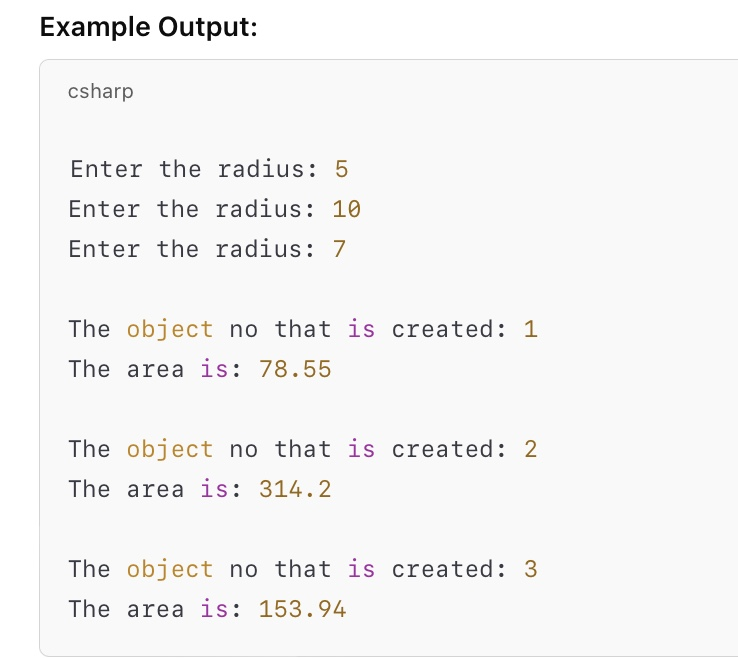 Example Output:
csharp
Enter the radius: 5
Enter the radius: 10
Enter the radius: 7
The object no that is created: 1
The area is: 78.55
The object no that is created: 2
The area is: 314.2
The object no that is created: 3
The area is: 153.94